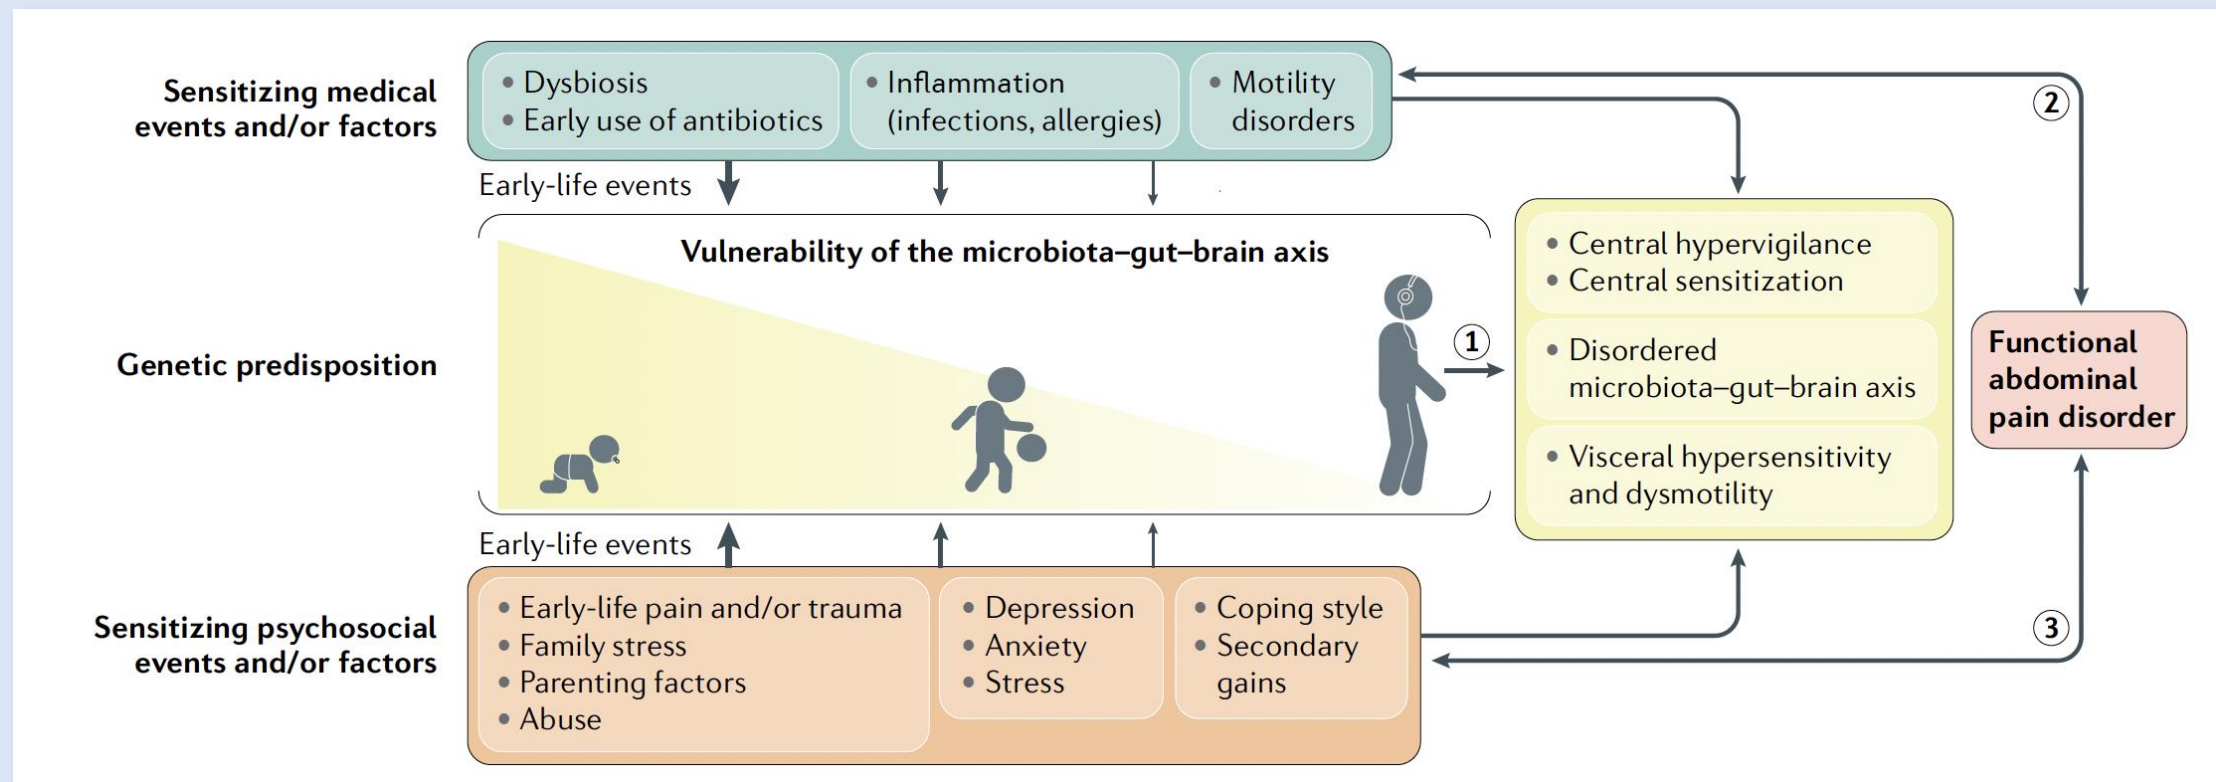 Sensitizing medical
events and/or factors
• Dysbiosis
• Early use of antibiotics
• Inflammation
(infections, allergies)
• Motility
disorders
2
Early-life events
Vulnerability of the microbiota–gut–brain axis
Genetic predisposition
1
• Central hypervigilance
• Central sensitization
• Disordered
microbiota–gut–brain axis
• Visceral hypersensitivity
and dysmotility
Functional
abdominal
pain disorder
Early-life events
Sensitizing psychosocial
events and/or factors
• Early-life pain and/or trauma
• Family stress
• Parenting factors
• Abuse
• Depression
• Anxiety
• Stress
• Coping style
• Secondary
gains
3